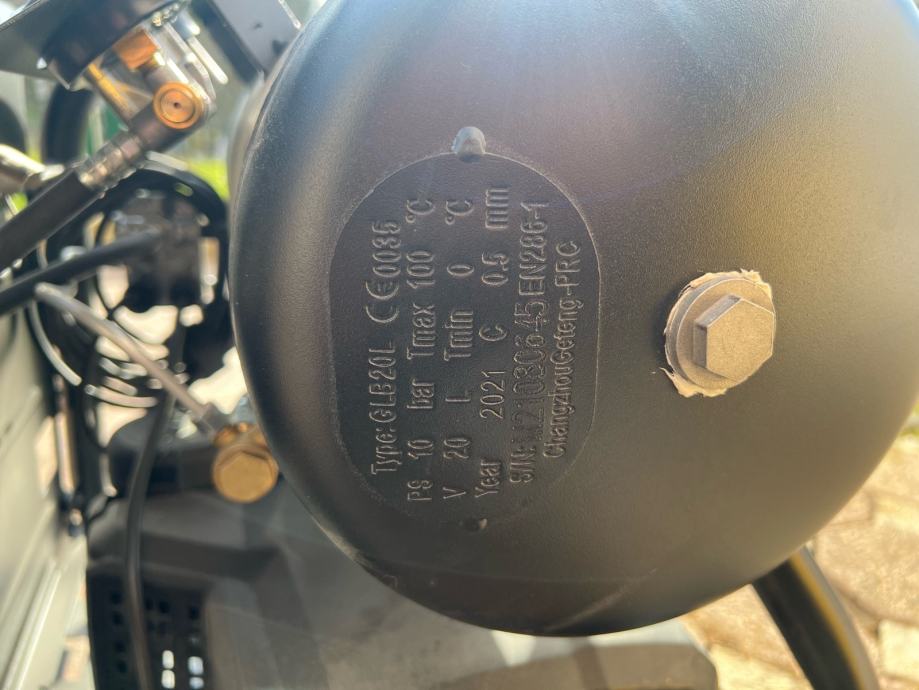 Type:GLB20L CE0035
PS 10 bar Tmax 100 °C
V 20 L Tmin 0 °C
Year 2021 C 0.5 mm
S/N: EN286-1
ChangzhouGeteng-PRC